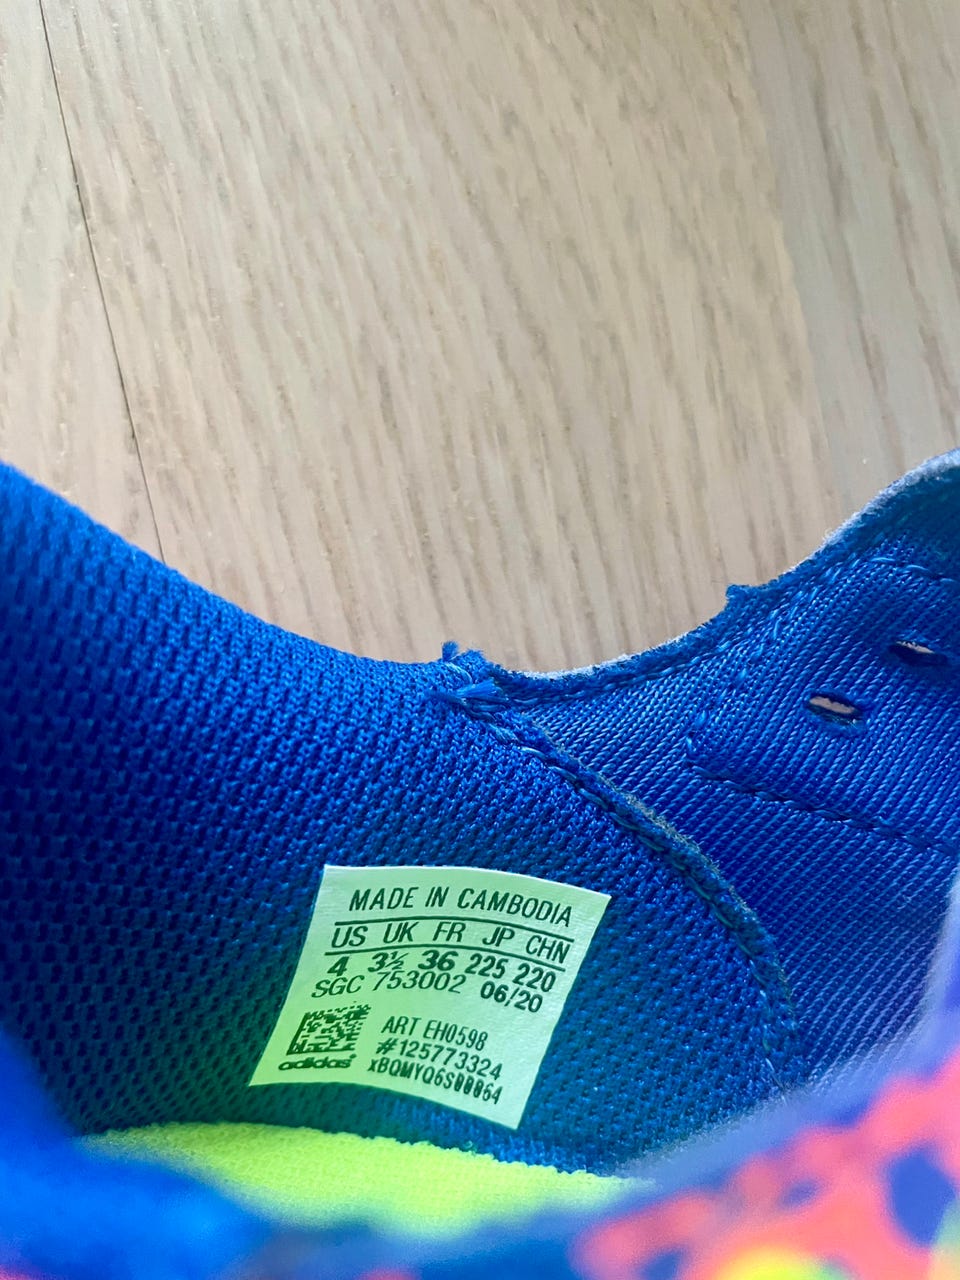 MADE IN CAMBODIA
US UK FR JP CHN
4 3½ 36 225 220
SGC 753002 06/20
ART EH0598
#125773324
adidas®